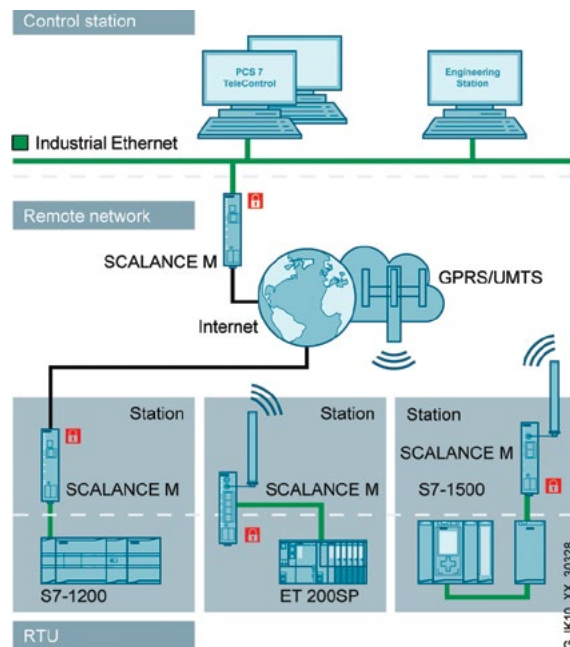 Control station
PCS 7
TeleControl
Engineering
Station
Industrial Ethernet
Remote network
SCALANCE M
GPRS/UMTS
Internet
Station
Station
Station
SCALANCE M
SCALANCE M
SCALANCE M
S7-1500
S7-1200
ET 200SP
RTU
G_IK10_XX_30328